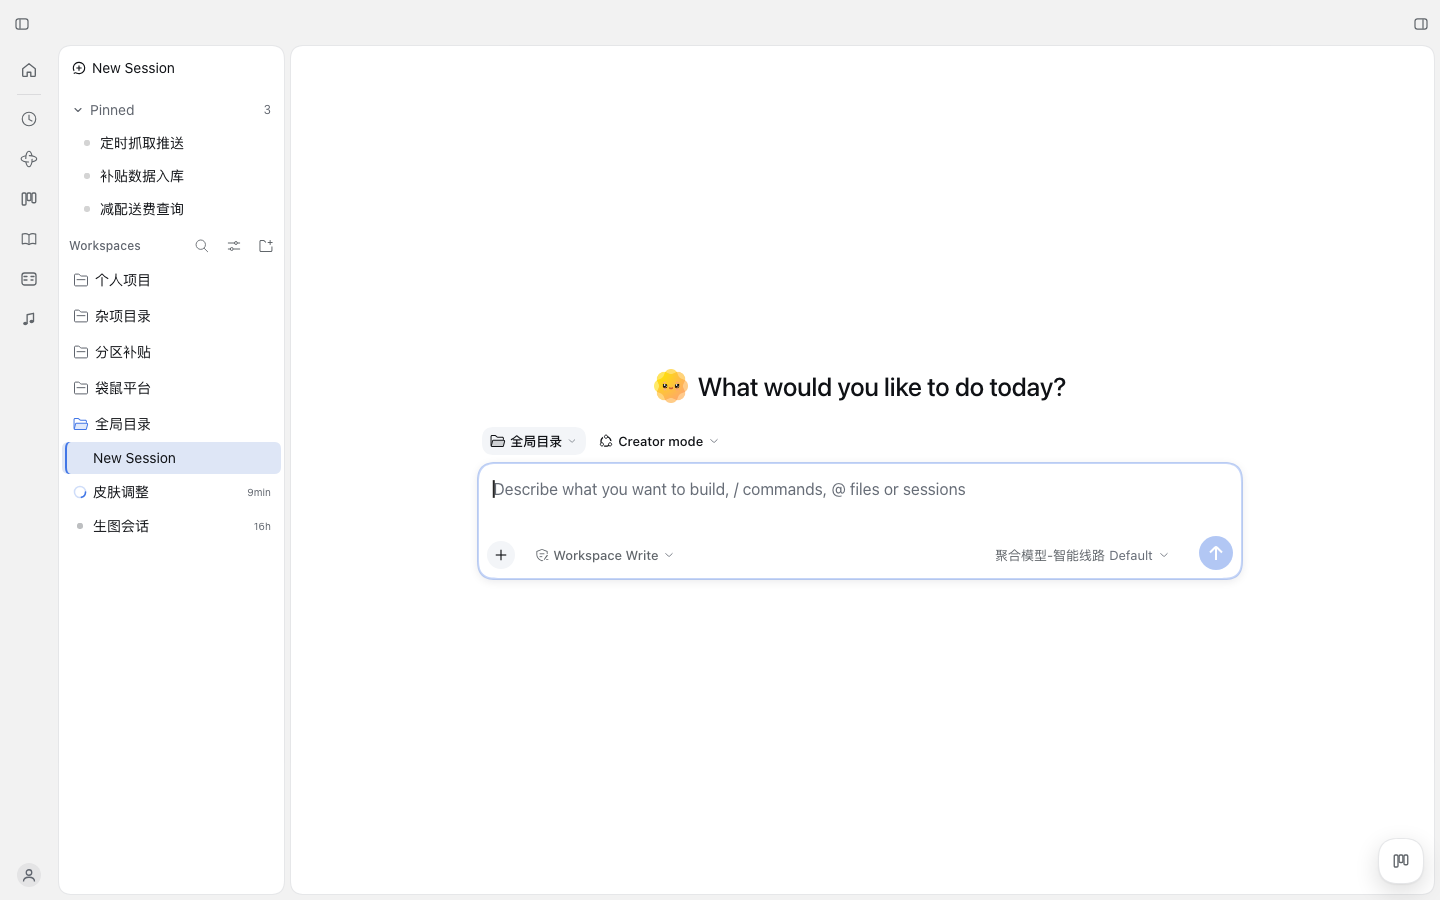 New Session
Pinned 3
定时抓取推送
补贴数据入库
减配送费查询
Workspaces
个人项目
杂项目录
分区补贴
袋鼠平台
全局目录
New Session
皮肤调整 9min
生图会话 16h
What would you like to do today?
全局目录 Creator mode
Describe what you want to build, / commands, @ files or sessions
Workspace Write 聚合模型-智能线路 Default